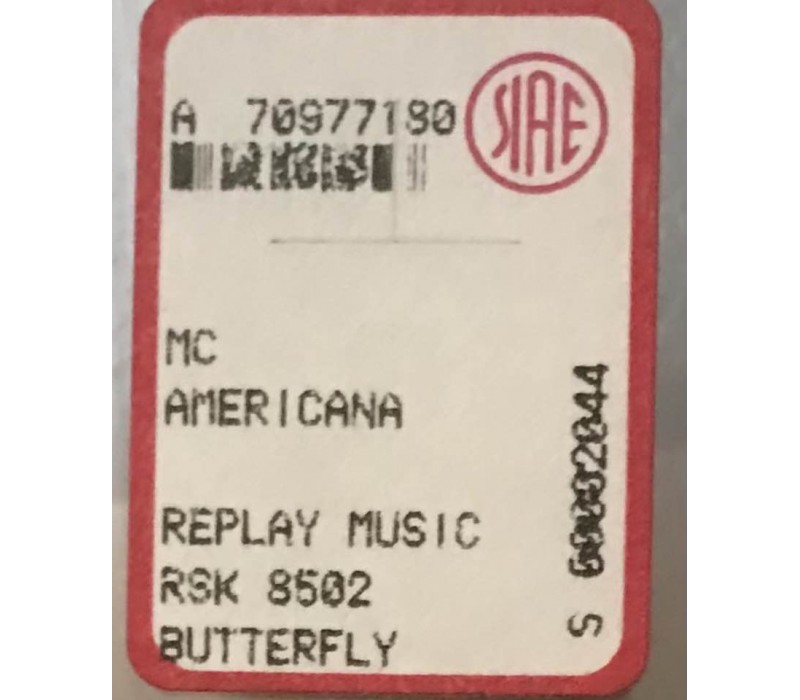 A 70977180
SIAE
MC
AMERICANA
REPLAY MUSIC
RSK 8502
BUTTERFLY
S